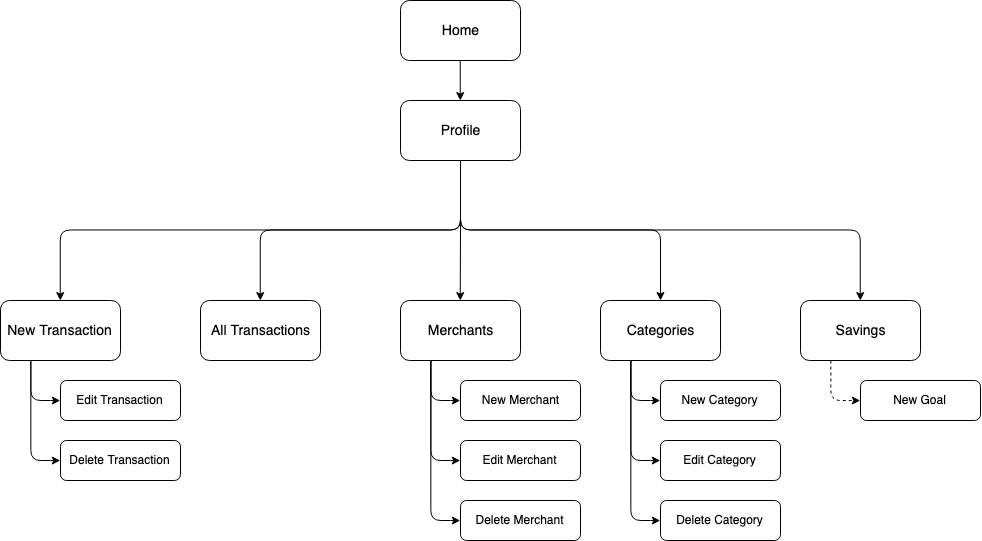 Home
Profile
New Transaction
All Transactions
Merchants
Categories
Savings
Edit Transaction
New Merchant
New Category
New Goal
Delete Transaction
Edit Merchant
Edit Category
Delete Merchant
Delete Category